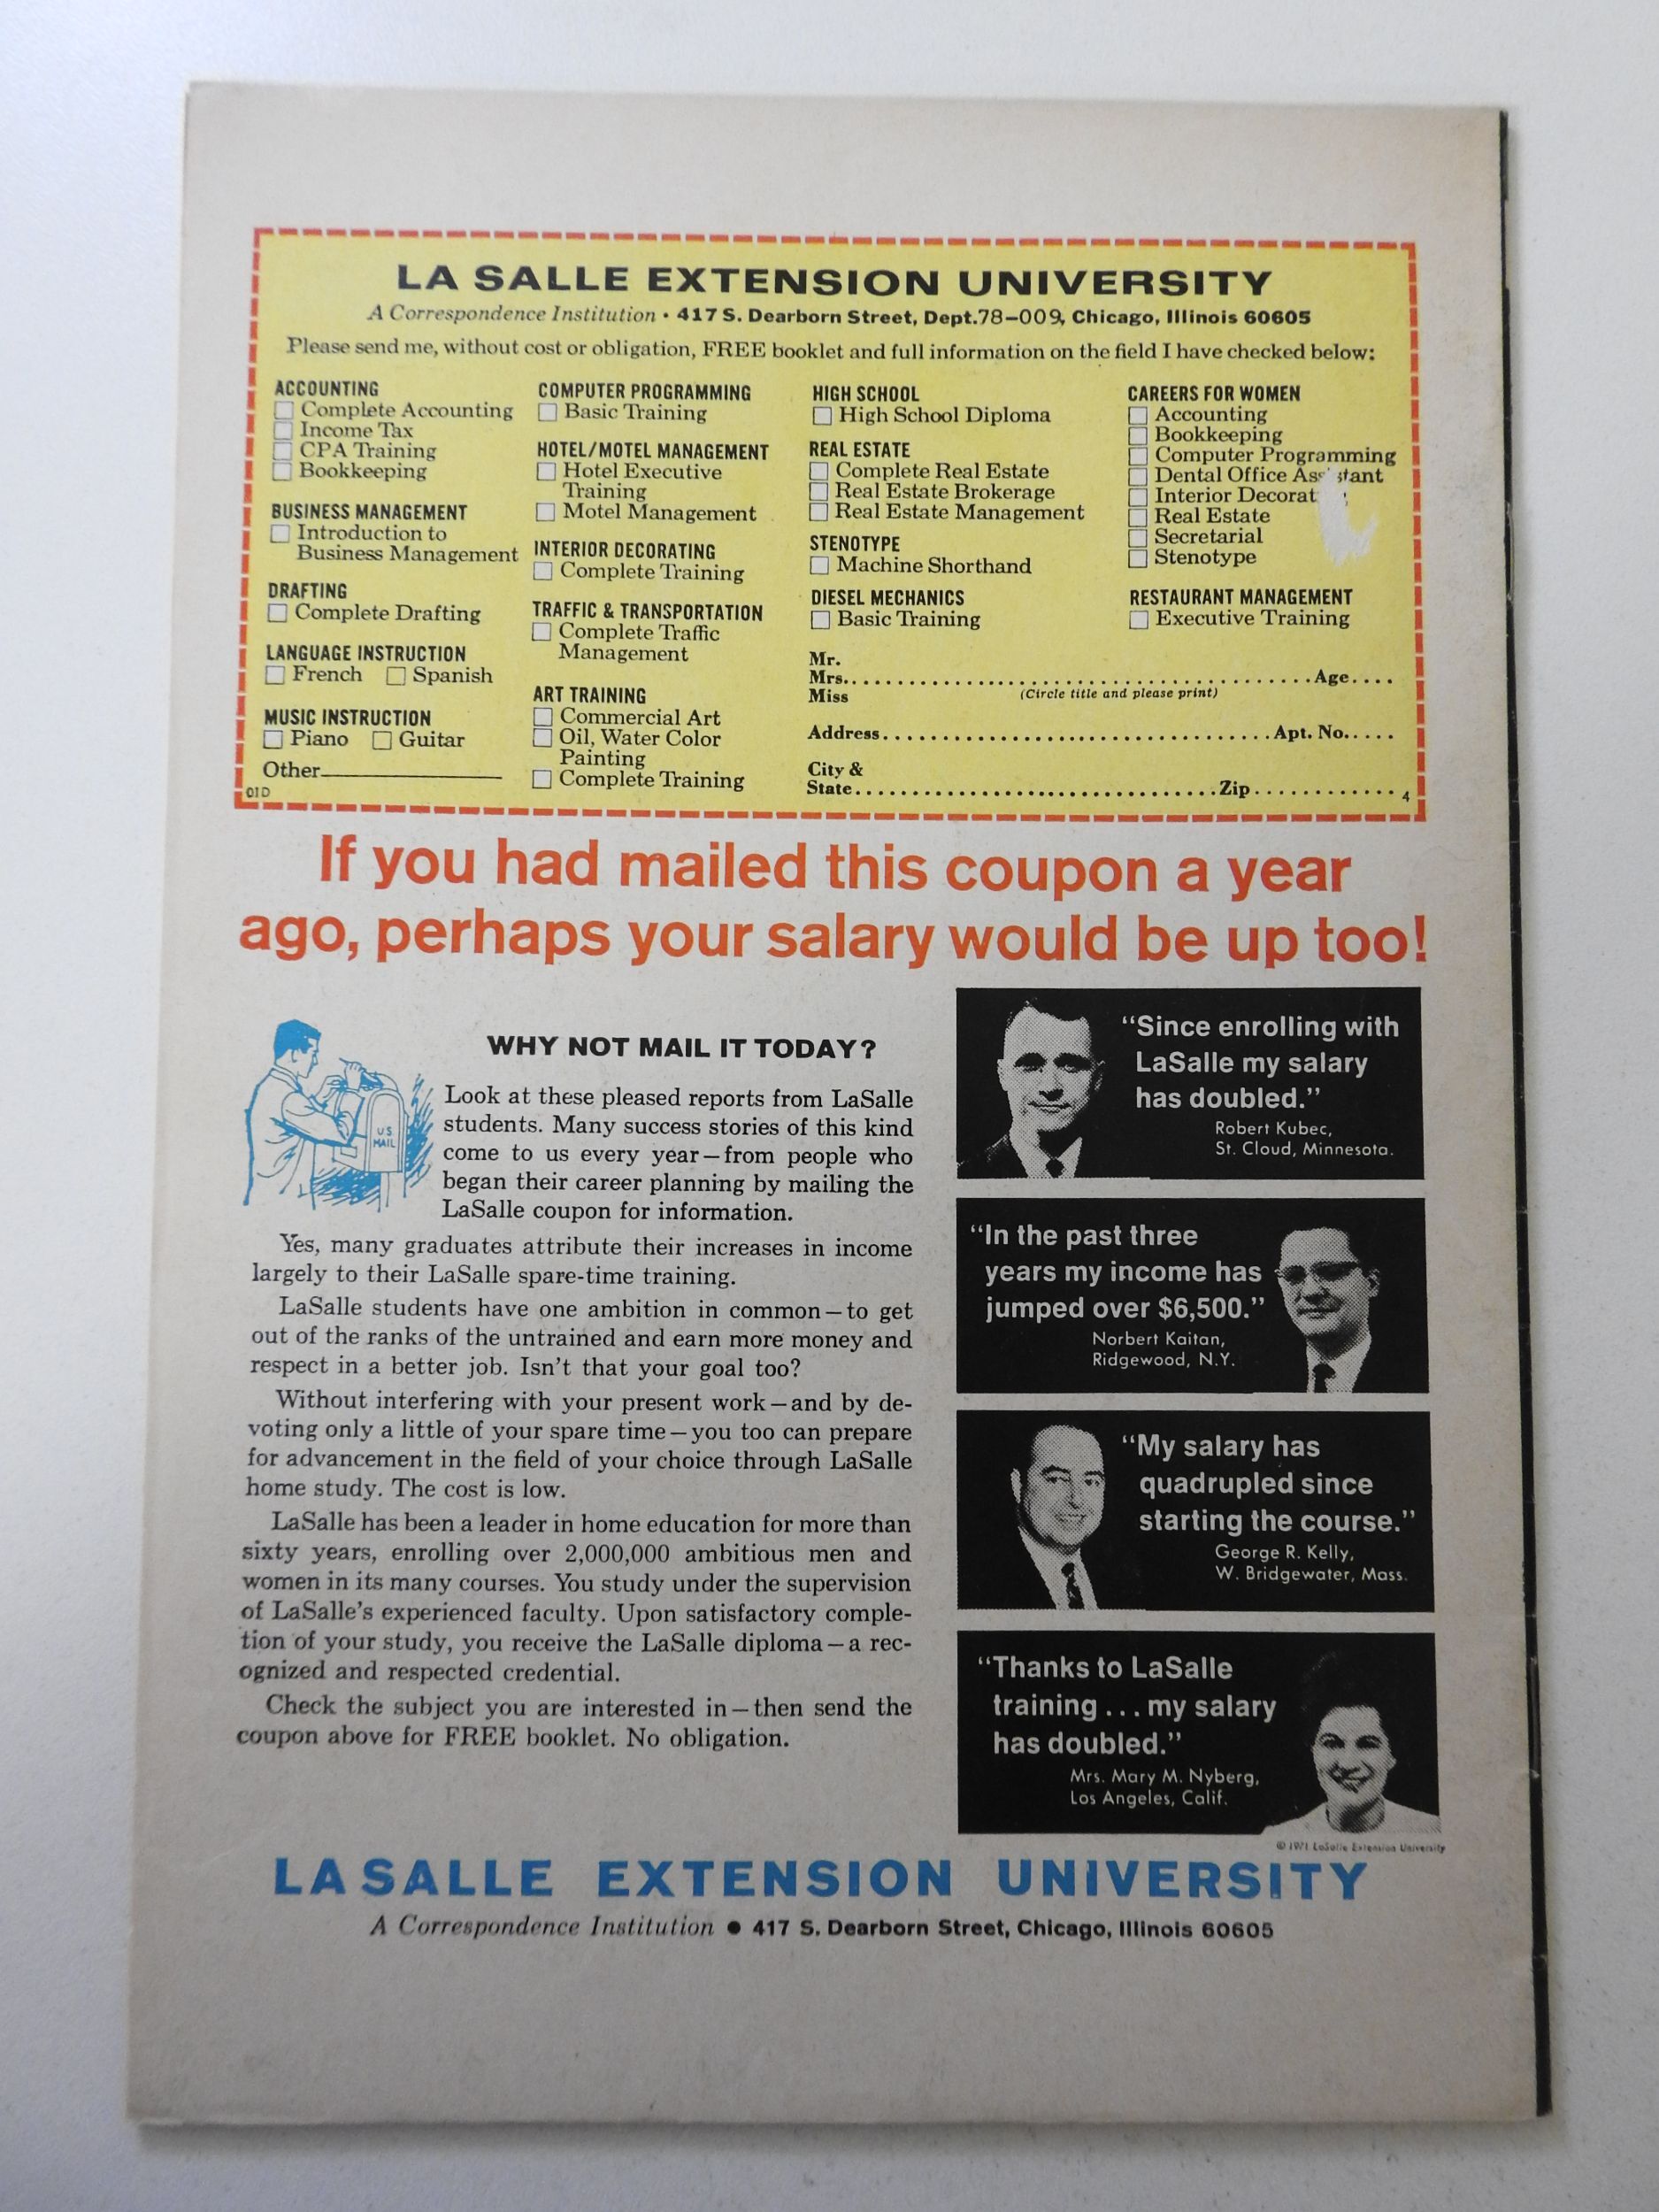 LA SALLE EXTENSION UNIVERSITY
A Correspondence Institution • 417 S. Dearborn Street, Dept.78-009, Chicago, Illinois 60605
Please send me, without cost or obligation, FREE booklet and full information on the field I have checked below:
ACCOUNTING
Complete Accounting
Income Tax
CPA Training
Bookkeeping
BUSINESS MANAGEMENT
Introduction to
Business Management
DRAFTING
Complete Drafting
LANGUAGE INSTRUCTION
French Spanish
MUSIC INSTRUCTION
Piano Guitar
Other
01D
COMPUTER PROGRAMMING
Basic Training
HOTEL/MOTEL MANAGEMENT
Hotel Executive
Training
Motel Management
INTERIOR DECORATING
Complete Training
TRAFFIC & TRANSPORTATION
Complete Traffic
Management
ART TRAINING
Commercial Art
Oil, Water Color
Painting
Complete Training
HIGH SCHOOL
High School Diploma
REAL ESTATE
Complete Real Estate
Real Estate Brokerage
Real Estate Management
STENOTYPE
Machine Shorthand
DIESEL MECHANICS
Basic Training
CAREERS FOR WOMEN
Accounting
Bookkeeping
Computer Programming
Dental Office
Interior
Real Estate
Secretarial
Stenotype
RESTAURANT MANAGEMENT
Executive Training
Mr.
Mrs. Age
Miss (Circle title and please print)
Address Apt. No.
City &
State Zip
4
If you had mailed this coupon a year
ago, perhaps your salary would be up too!
WHY NOT MAIL IT TODAY?
U.S.
MAIL
Look at these pleased reports from LaSalle
students. Many success stories of this kind
come to us every year—from people who
began their career planning by mailing the
LaSalle coupon for information.
Yes, many graduates attribute their increases in income
largely to their LaSalle spare-time training.
LaSalle students have one ambition in common—to get
out of the ranks of the untrained and earn more money and
respect in a better job. Isn't that your goal too?
Without interfering with your present work—and by de-
voting only a little of your spare time—you too can prepare
for advancement in the field of your choice through LaSalle
home study. The cost is low.
LaSalle has been a leader in home education for more than
sixty years, enrolling over 2,000,000 ambitious men and
women in its many courses. You study under the supervision
of LaSalle's experienced faculty. Upon satisfactory comple-
tion of your study, you receive the LaSalle diploma—a rec-
ognized and respected credential.
Check the subject you are interested in—then send the
coupon above for FREE booklet. No obligation.
“Since enrolling with
LaSalle my salary
has doubled.”
Robert Kubec,
St. Cloud, Minnesota.
“In the past three
years my income has
jumped over $6,500.”
Norbert Kaitan,
Ridgewood, N.Y.
“My salary has
quadrupled since
starting the course.”
George R. Kelly,
W. Bridgewater, Mass.
“Thanks to LaSalle
training . . . my salary
has doubled.”
Mrs. Mary M. Nyberg,
Los Angeles, Calif.
© 1971 LaSalle Extension University
LASALLE EXTENSION UNIVERSITY
A Correspondence Institution • 417 S. Dearborn Street, Chicago, Illinois 60605